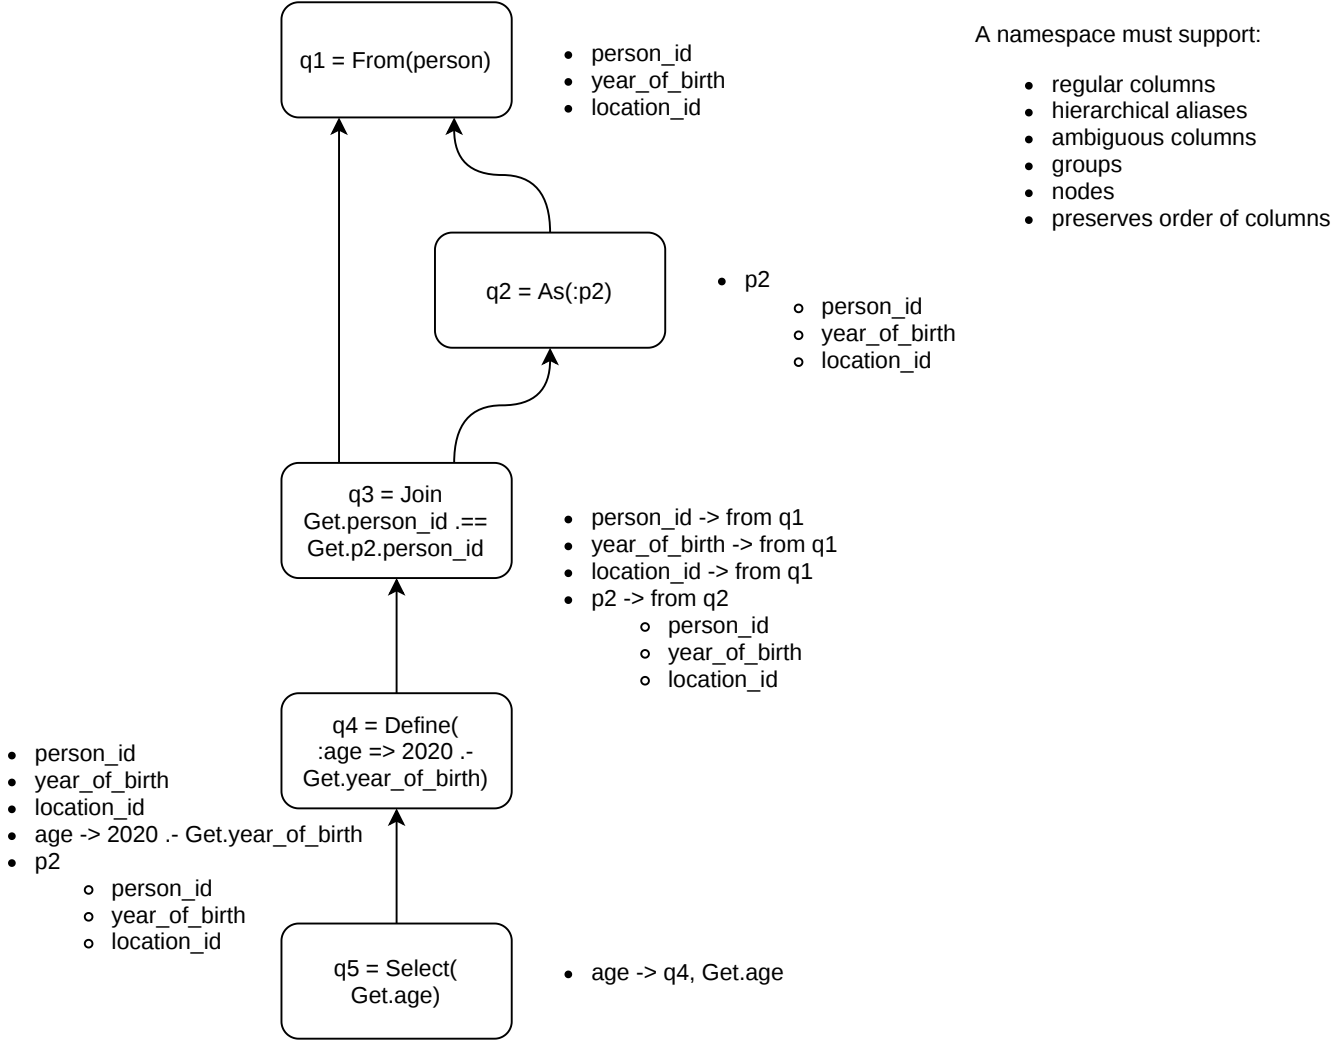 q1 = From(person)
• person_id
• year_of_birth
• location_id
A namespace must support:
• regular columns
• hierarchical aliases
• ambiguous columns
• groups
• nodes
• preserves order of columns
q2 = As(:p2)
• p2
○ person_id
○ year_of_birth
○ location_id
q3 = Join
Get.person_id .==
Get.p2.person_id
• person_id -> from q1
• year_of_birth -> from q1
• location_id -> from q1
• p2 -> from q2
○ person_id
○ year_of_birth
○ location_id
q4 = Define(
:age => 2020 .-
Get.year_of_birth)
• person_id
• year_of_birth
• location_id
• age -> 2020 .- Get.year_of_birth
• p2
○ person_id
○ year_of_birth
○ location_id
q5 = Select(
Get.age)
• age -> q4, Get.age